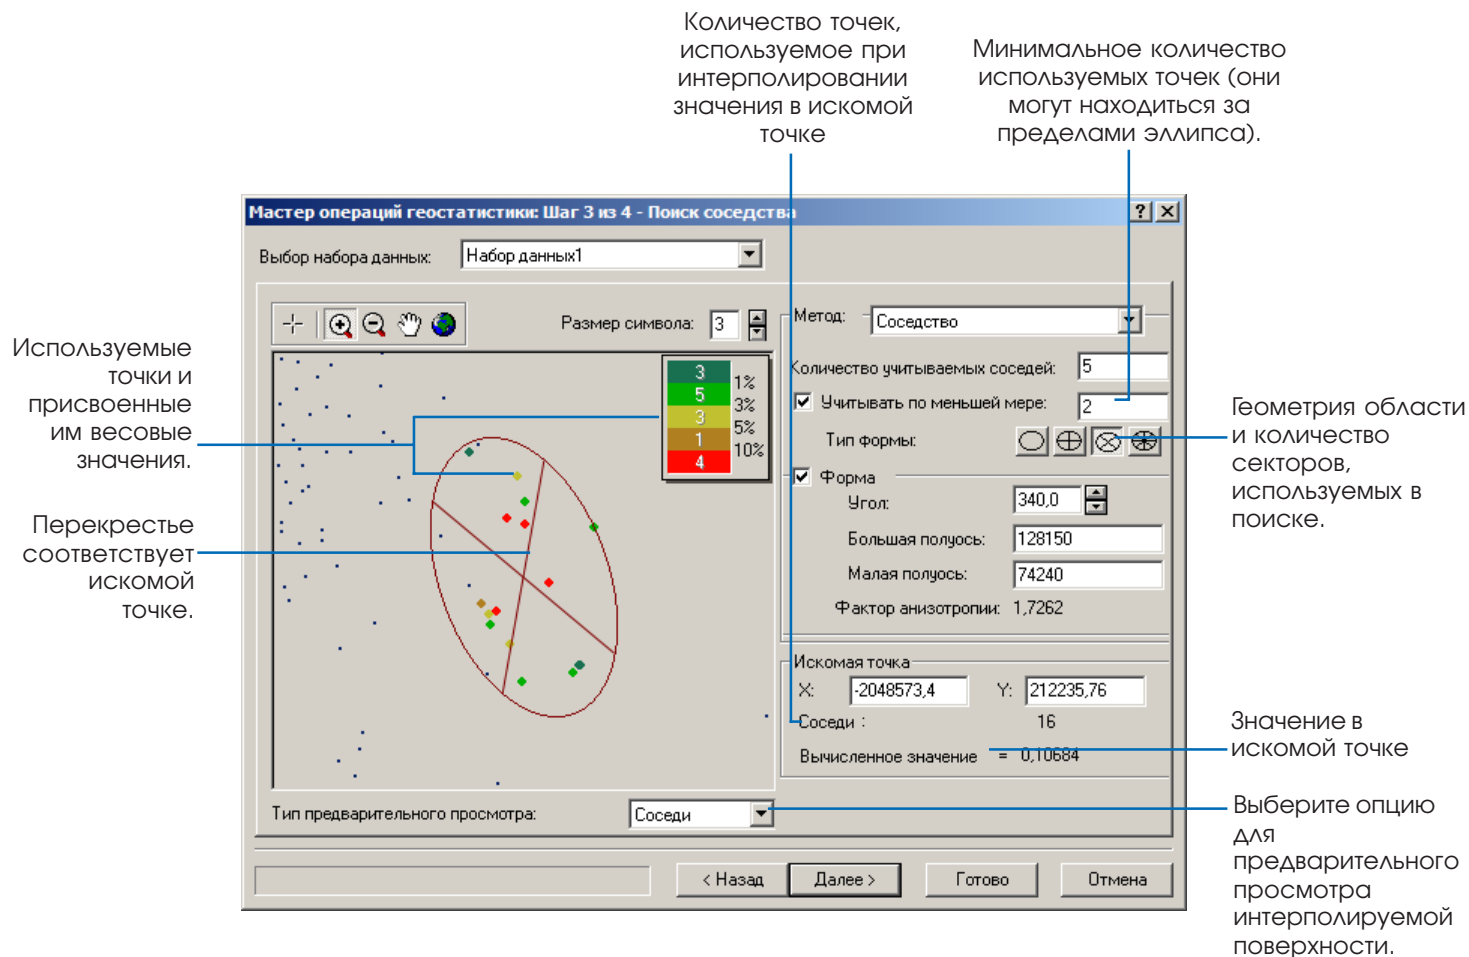 Количество точек,
используемое при
интерполировании
значения в искомой
точке
Минимальное количество
используемых точек (они
могут находиться за
пределами эллипса).
Мастер операций геостатистики: Шаг 3 из 4 - Поиск соседства
Выбор набора данных: Набор данных1
Размер символа: 3
3
5
3
1
4
1%
3%
5%
10%
Метод: Соседство
Количество учитываемых соседей: 5
Учитывать по меньшей мере: 2
Тип формы:
Форма
Угол: 340,0
Большая полуось: 128150
Малая полуось: 74240
Фактор анизотропии: 1,7262
Искомая точка
X: -2048573,4 Y: 212235,76
Соседи : 16
Вычисленное значение = 0,10684
Тип предварительного просмотра: Соседи
< Назад Далее > Готово Отмена
Используемые
точки и
присвоенные
им весовые
значения.
Перекрестье
соответствует
искомой
точке.
Геометрия области
и количество
секторов,
используемых в
поиске.
Значение в
искомой точке
Выберите опцию
для
предварительного
просмотра
интерполируемой
поверхности.